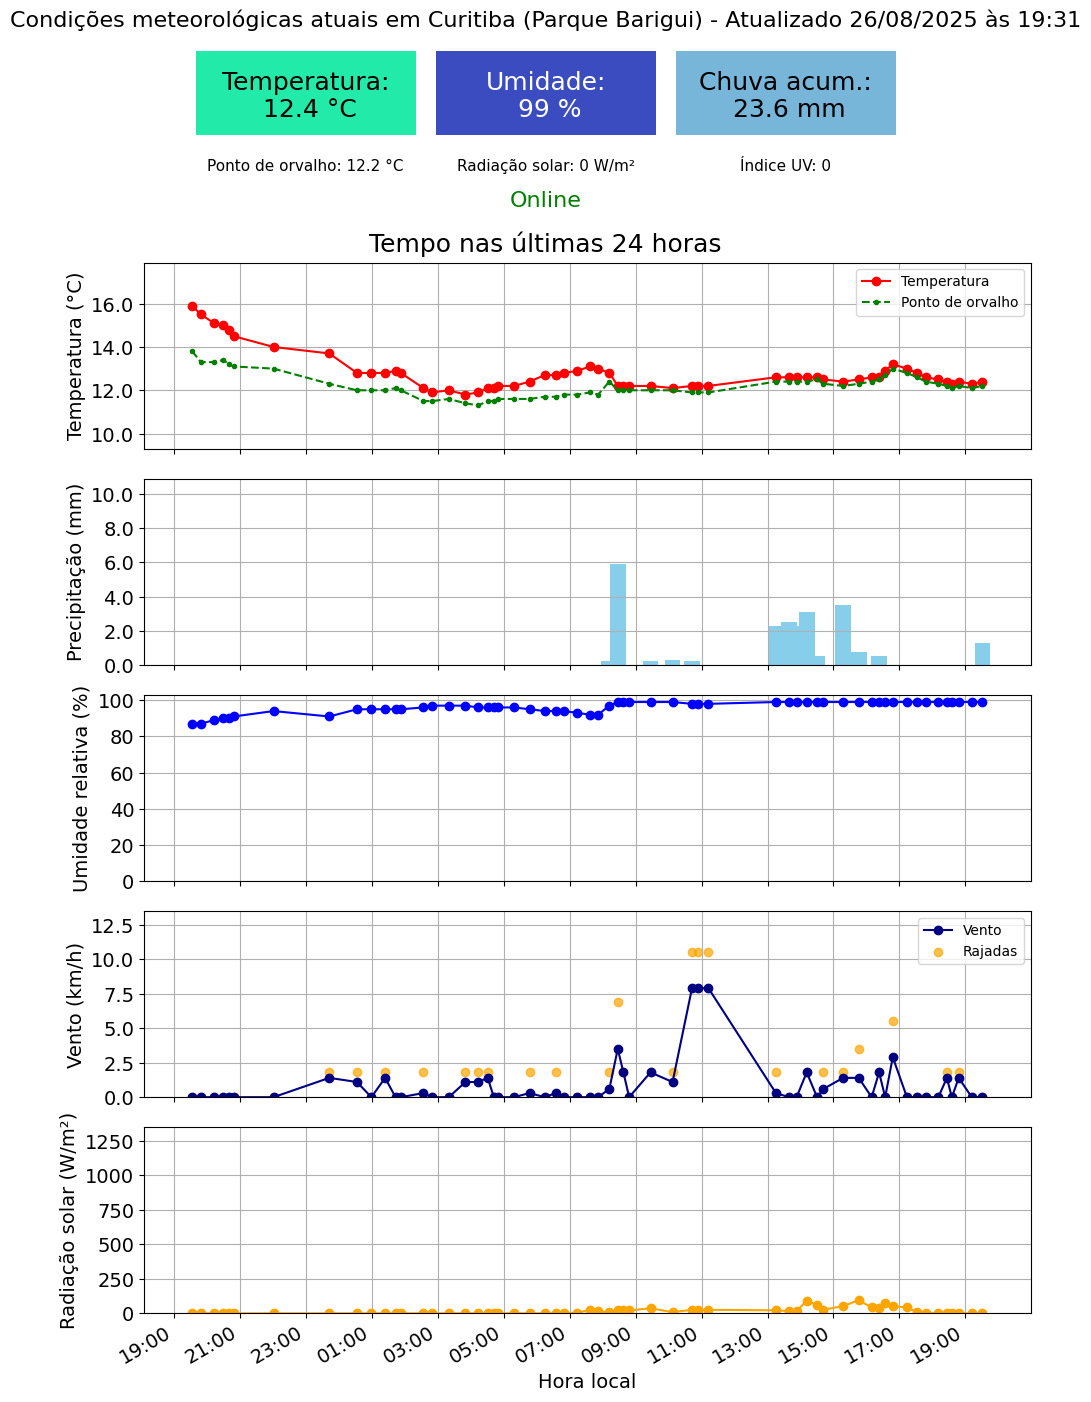 Condições meteorológicas atuais em Curitiba (Parque Barigui) - Atualizado 26/08/2025 às 19:31
Temperatura:
12.4 °C
Umidade:
99 %
Chuva acum.:
23.6 mm
Ponto de orvalho: 12.2 °C
Radiação solar: 0 W/m²
Índice UV: 0
Online
Tempo nas últimas 24 horas
Temperatura (°C)
16.0
14.0
12.0
10.0
Temperatura
Ponto de orvalho
Precipitação (mm)
10.0
8.0
6.0
4.0
2.0
0.0
Umidade relativa (%)
100
80
60
40
20
0
Vento (km/h)
12.5
10.0
7.5
5.0
2.5
0.0
Vento
Rajadas
Radiação solar (W/m²)
1250
1000
750
500
250
0
19:00
21:00
23:00
01:00
03:00
05:00
07:00
09:00
11:00
13:00
15:00
17:00
19:00
Hora local